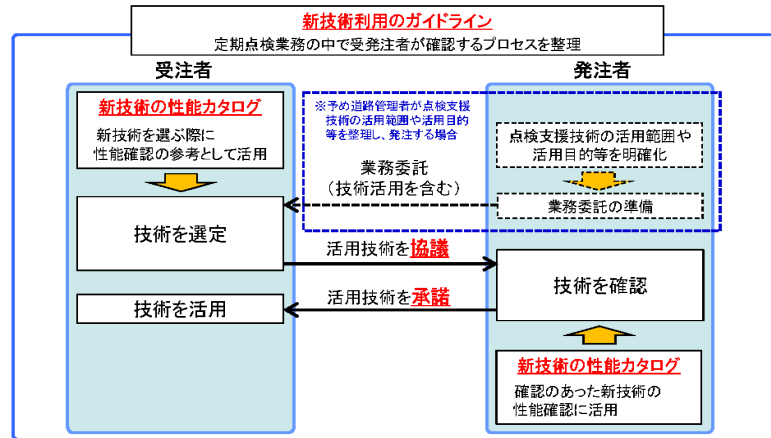 新技術利用のガイドライン
定期点検業務の中で受発注者が確認するプロセスを整理
受注者
発注者
新技術の性能カタログ
新技術を選ぶ際に
性能確認の参考として活用
※予め道路管理者が点検支援
技術の活用範囲や活用目的
等を整理し、発注する場合
点検支援技術の活用範囲や
活用目的等を明確化
業務委託
(技術活用を含む)
業務委託の準備
技術を選定
活用技術を協議
技術を確認
活用技術を承諾
技術を活用
新技術の性能カタログ
確認のあった新技術の
性能確認に活用